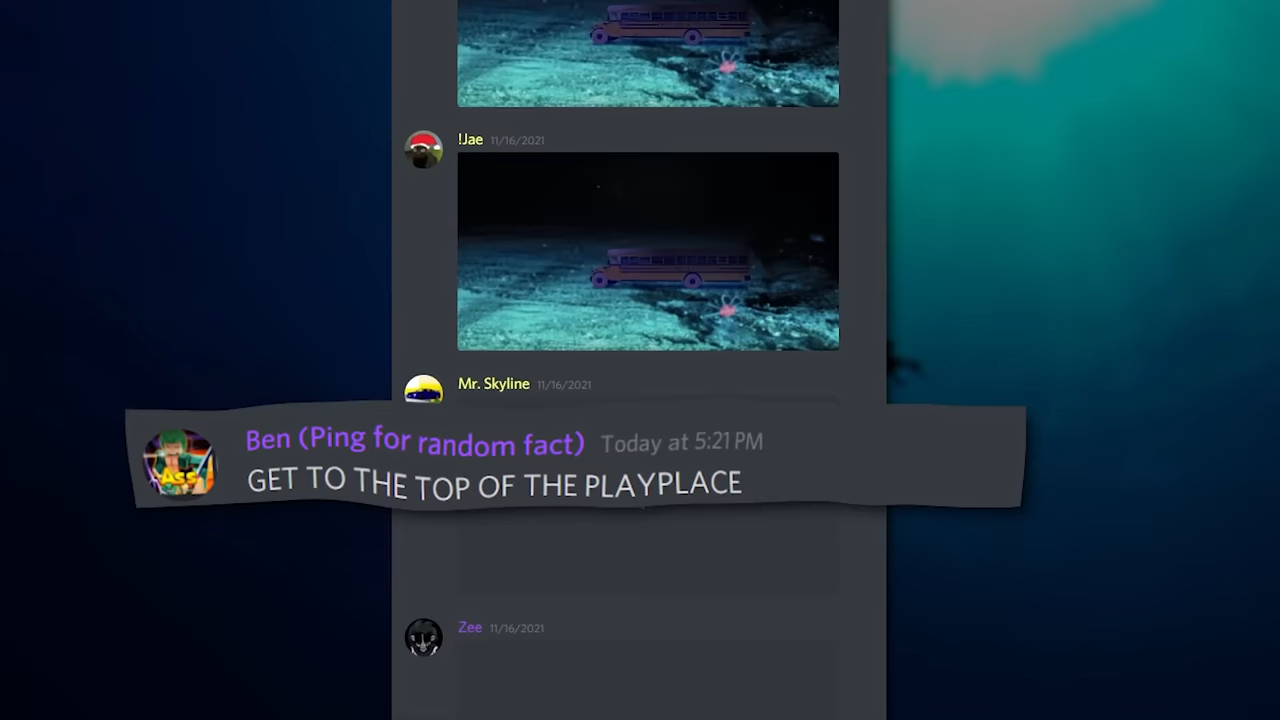 !Jae 11/16/2021
Mr. Skyline 11/16/2021
Ben (Ping for random fact) Today at 5:21 PM
Ass
GET TO THE TOP OF THE PLAYPLACE
Zee 11/16/2021